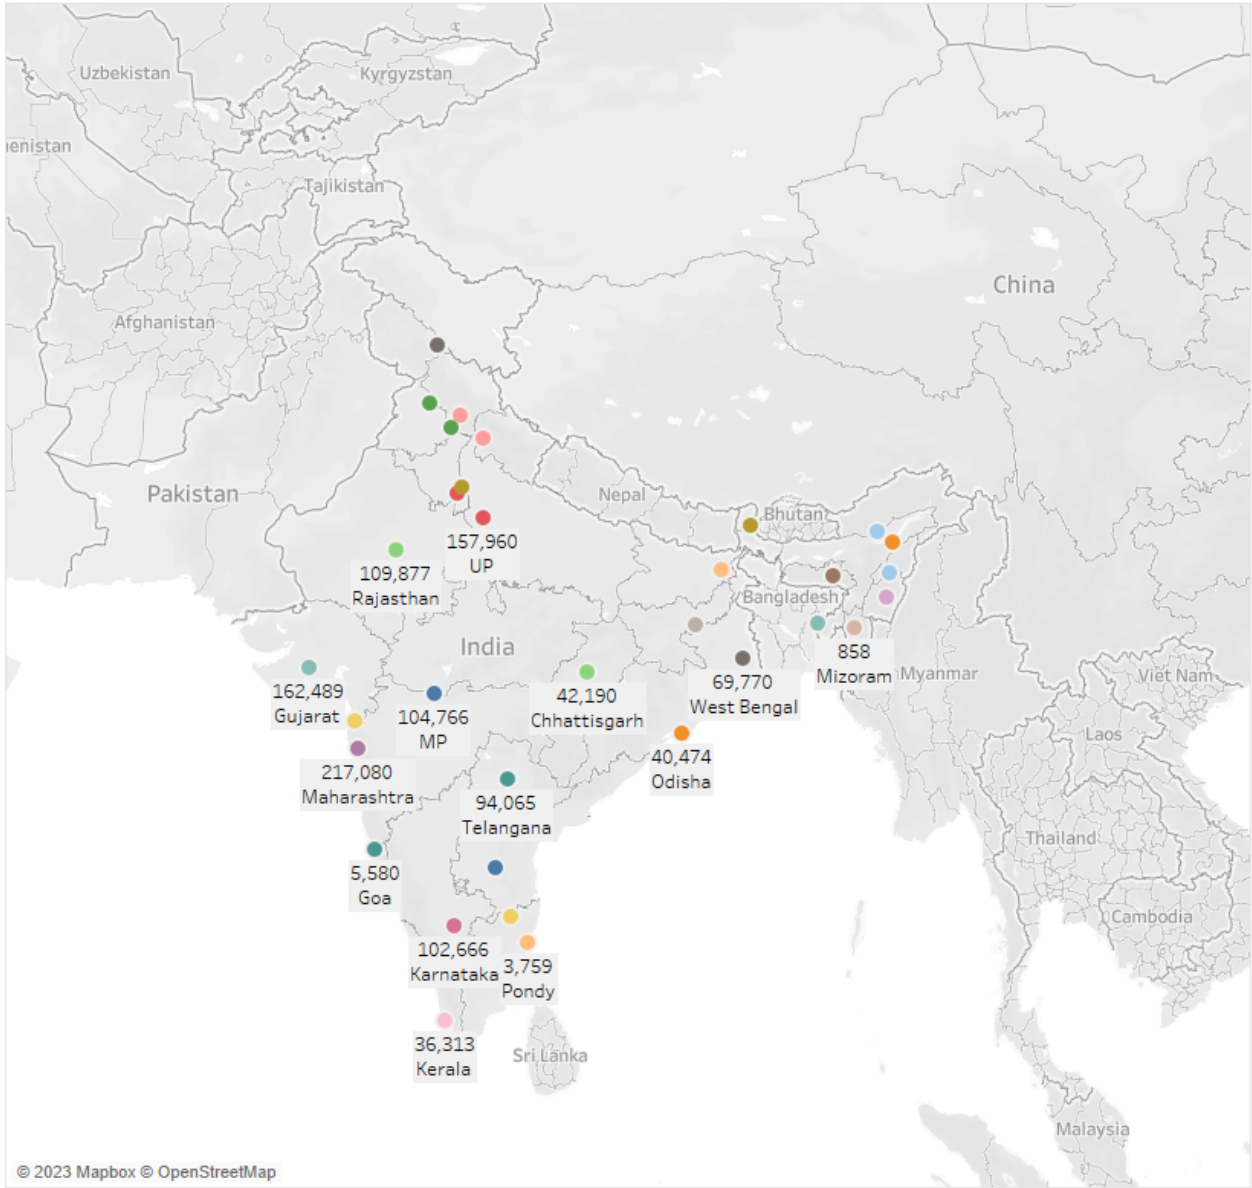 Uzbekistan
Kyrgyzstan
enistan
Tajikistan
China
Afghanistan
Pakistan
Nepal
Bhutan
157,960
UP
109,877
Rajasthan
Bangladesh
India
858
Mizoram
Myanmar
Viet Nam
162,489
Gujarat
104,766
MP
42,190
Chhattisgarh
69,770
West Bengal
Laos
217,080
Maharashtra
40,474
Odisha
94,065
Telangana
Thailand
5,580
Goa
Cambodia
102,666
Karnataka
3,759
Pondy
36,313
Kerala
Sri Lanka
Malaysia
© 2023 Mapbox © OpenStreetMap